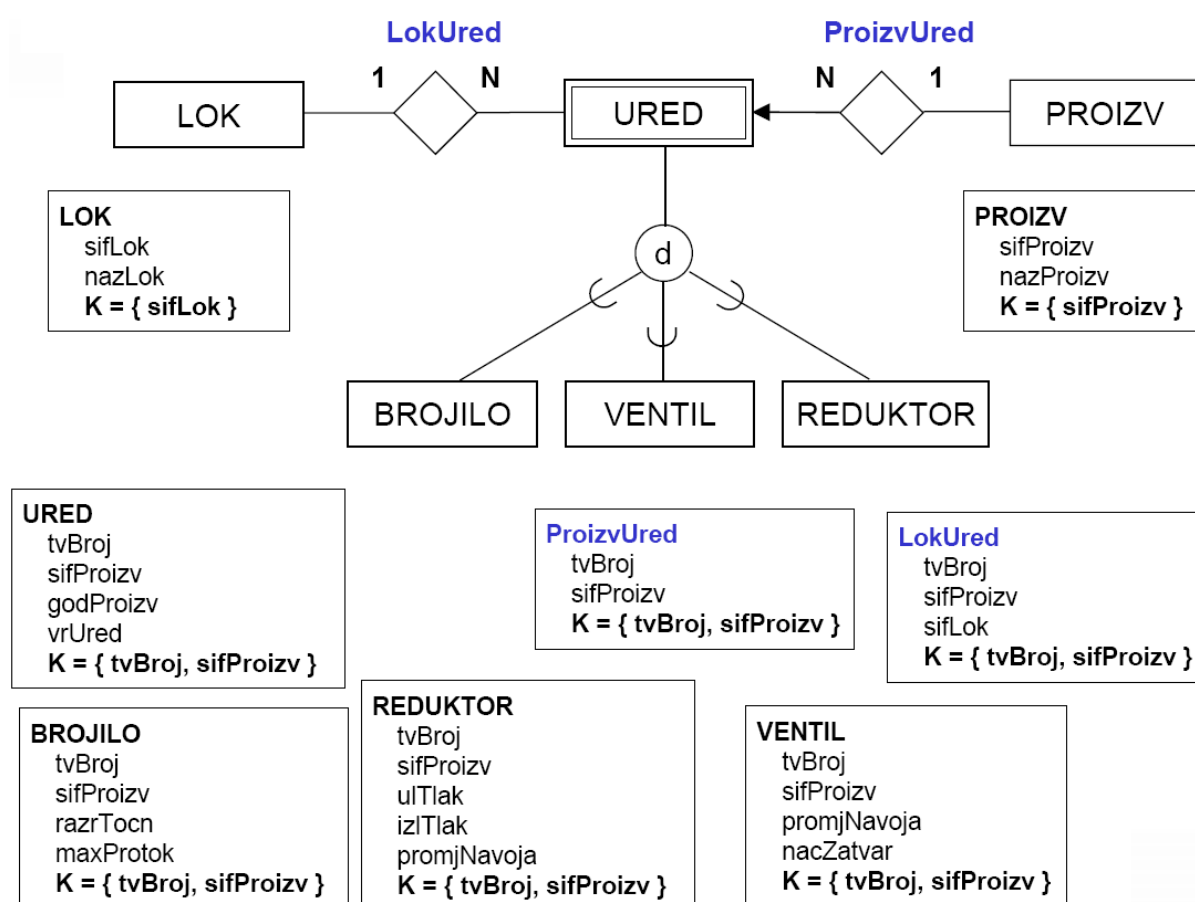 LokUred
ProizvUred
1
N
N
1
LOK
URED
PROIZV
LOK
sifLok
nazLok
K = { sifLok }
PROIZV
sifProizv
nazProizv
K = { sifProizv }
d
BROJILO
VENTIL
REDUKTOR
URED
tvBroj
sifProizv
godProizv
vrUred
K = { tvBroj, sifProizv }
ProizvUred
tvBroj
sifProizv
K = { tvBroj, sifProizv }
LokUred
tvBroj
sifProizv
sifLok
K = { tvBroj, sifProizv }
BROJILO
tvBroj
sifProizv
razrTocn
maxProtok
K = { tvBroj, sifProizv }
REDUKTOR
tvBroj
sifProizv
ulTlak
izlTlak
promjNavoja
K = { tvBroj, sifProizv }
VENTIL
tvBroj
sifProizv
promjNavoja
nacZatvar
K = { tvBroj, sifProizv }